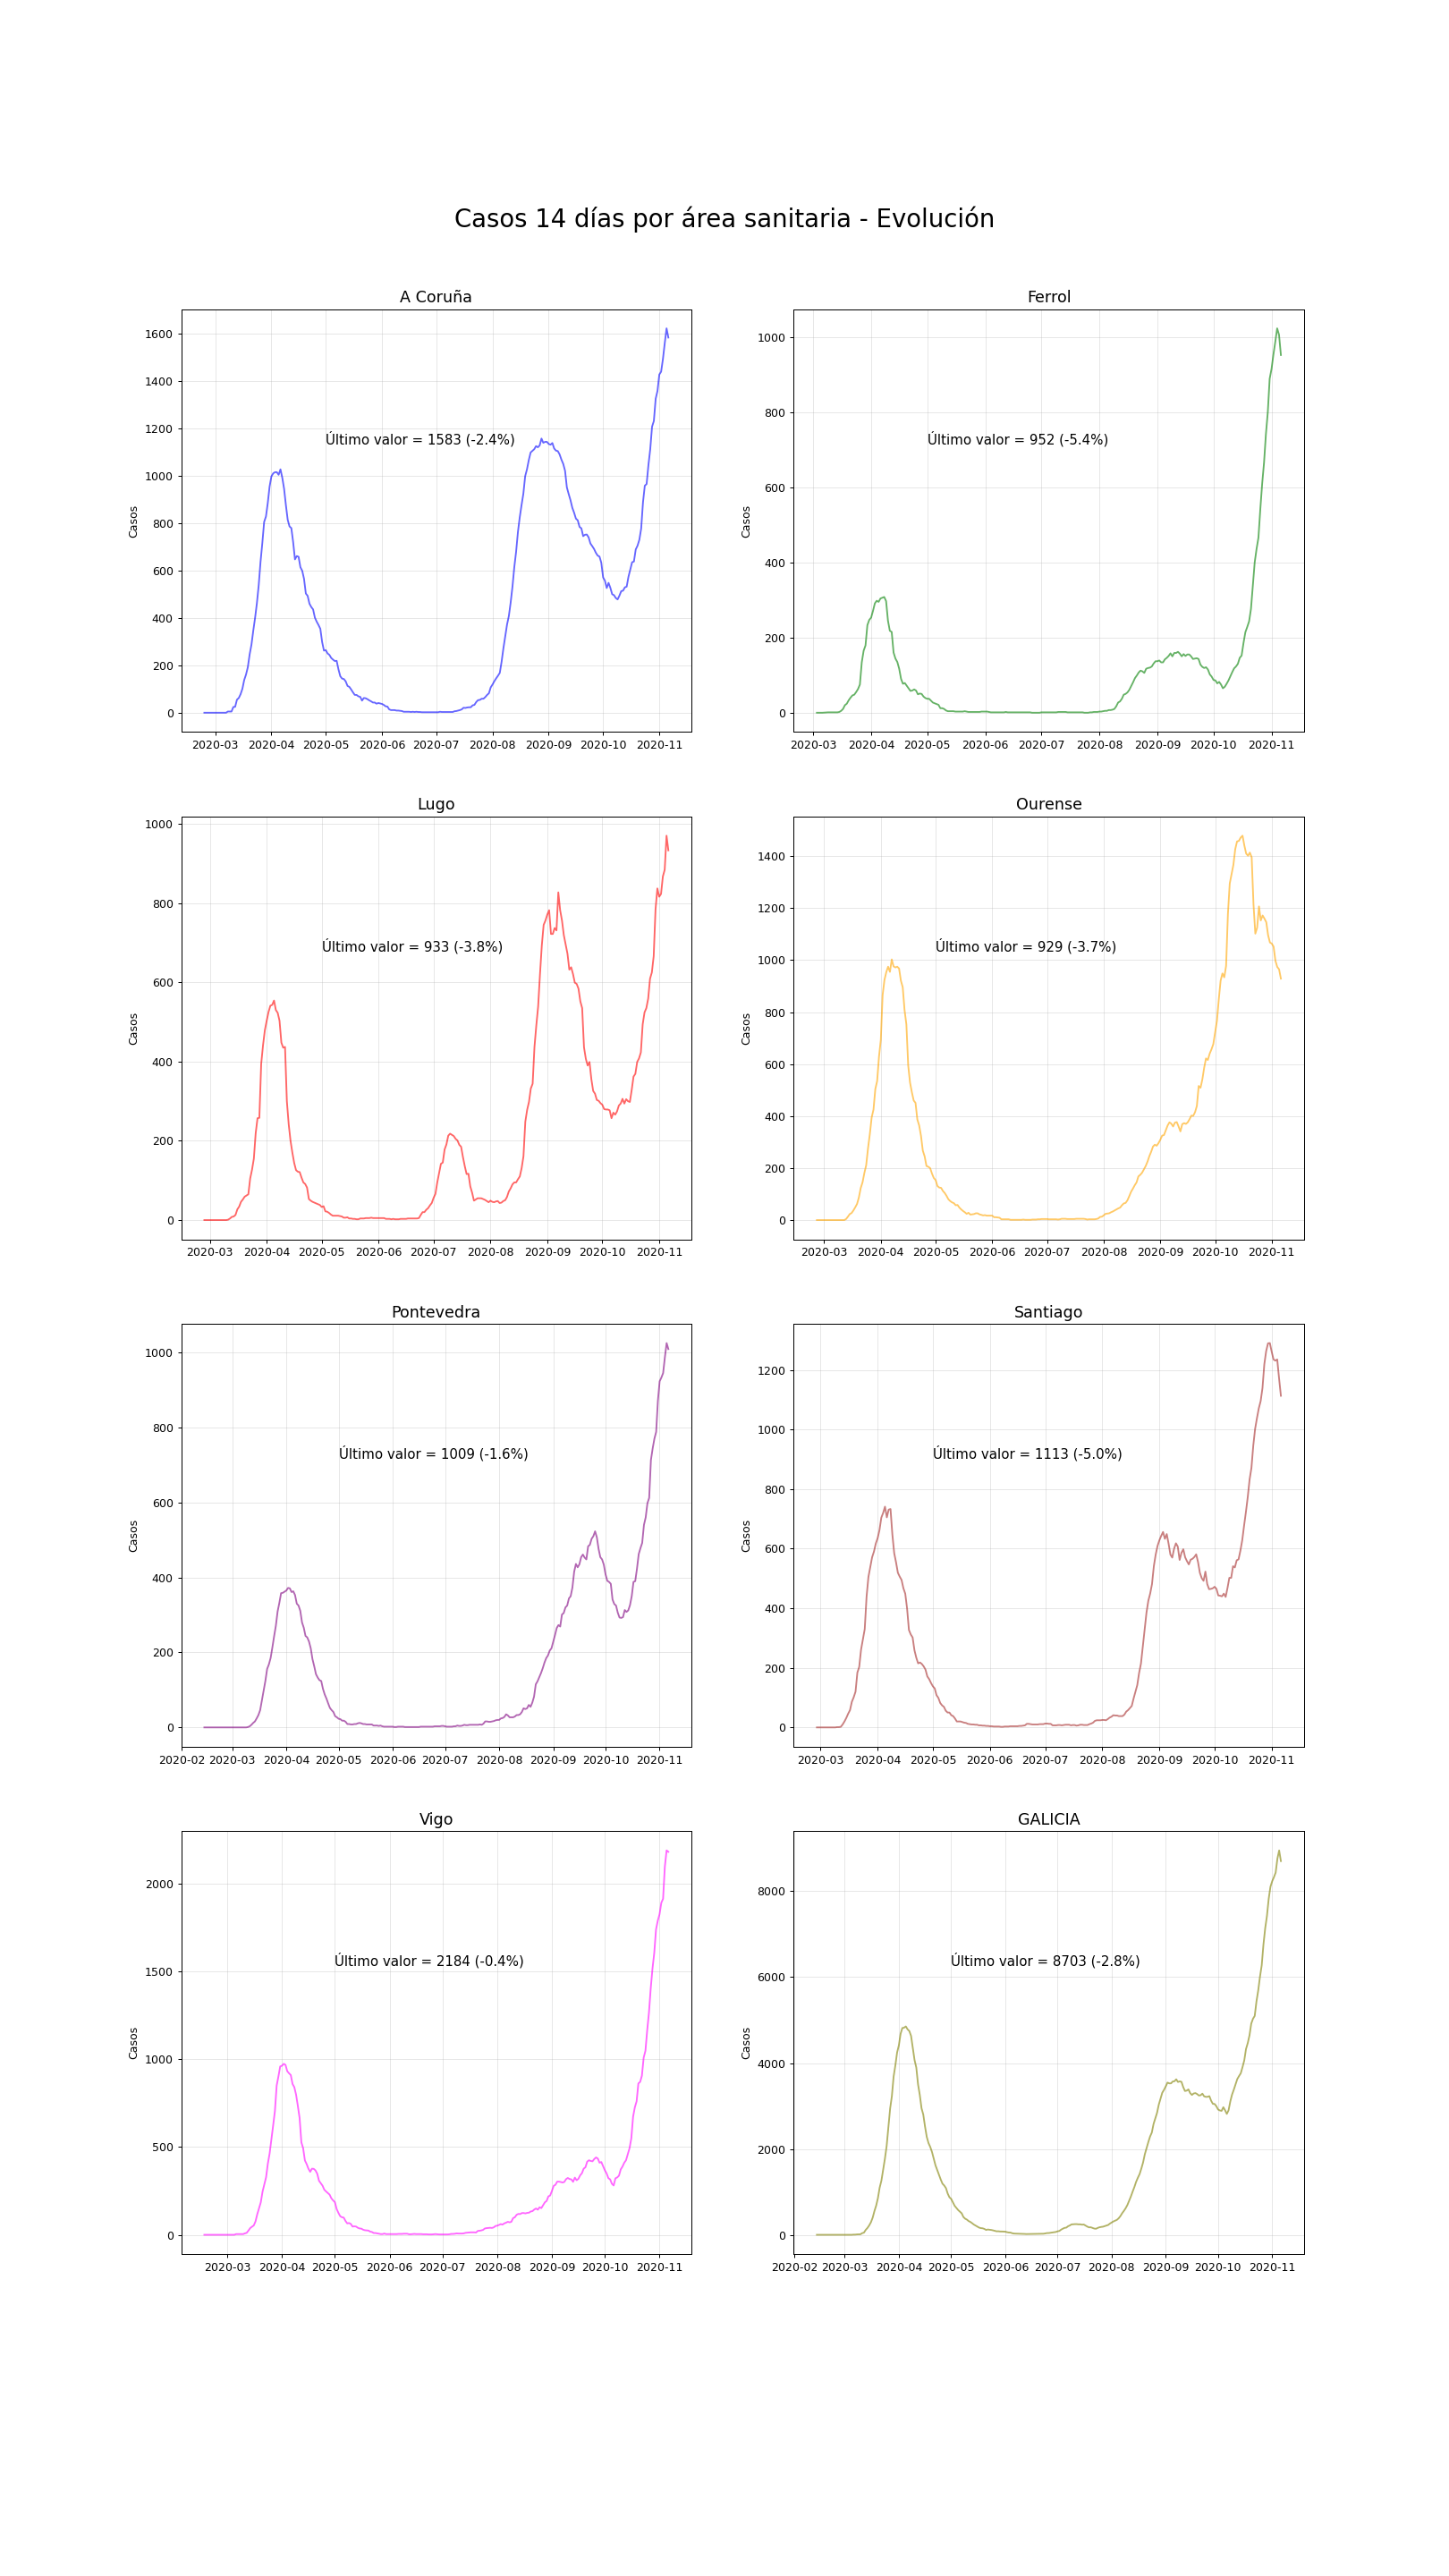 Casos 14 días por área sanitaria - Evolución
A Coruña
1600
1400
1200
1000
800
600
400
200
0
Casos
Último valor = 1583 (-2.4%)
2020-03 2020-04 2020-05 2020-06 2020-07 2020-08 2020-09 2020-10 2020-11
Ferrol
1000
800
600
400
200
0
Casos
Último valor = 952 (-5.4%)
2020-03 2020-04 2020-05 2020-06 2020-07 2020-08 2020-09 2020-10 2020-11
Lugo
1000
800
600
400
200
0
Casos
Último valor = 933 (-3.8%)
2020-03 2020-04 2020-05 2020-06 2020-07 2020-08 2020-09 2020-10 2020-11
Ourense
1400
1200
1000
800
600
400
200
0
Casos
Último valor = 929 (-3.7%)
2020-03 2020-04 2020-05 2020-06 2020-07 2020-08 2020-09 2020-10 2020-11
Pontevedra
1000
800
600
400
200
0
Casos
Último valor = 1009 (-1.6%)
2020-02 2020-03 2020-04 2020-05 2020-06 2020-07 2020-08 2020-09 2020-10 2020-11
Santiago
1200
1000
800
600
400
200
0
Casos
Último valor = 1113 (-5.0%)
2020-03 2020-04 2020-05 2020-06 2020-07 2020-08 2020-09 2020-10 2020-11
Vigo
2000
1500
1000
500
0
Casos
Último valor = 2184 (-0.4%)
2020-03 2020-04 2020-05 2020-06 2020-07 2020-08 2020-09 2020-10 2020-11
GALICIA
8000
6000
4000
2000
0
Casos
Último valor = 8703 (-2.8%)
2020-02 2020-03 2020-04 2020-05 2020-06 2020-07 2020-08 2020-09 2020-10 2020-11